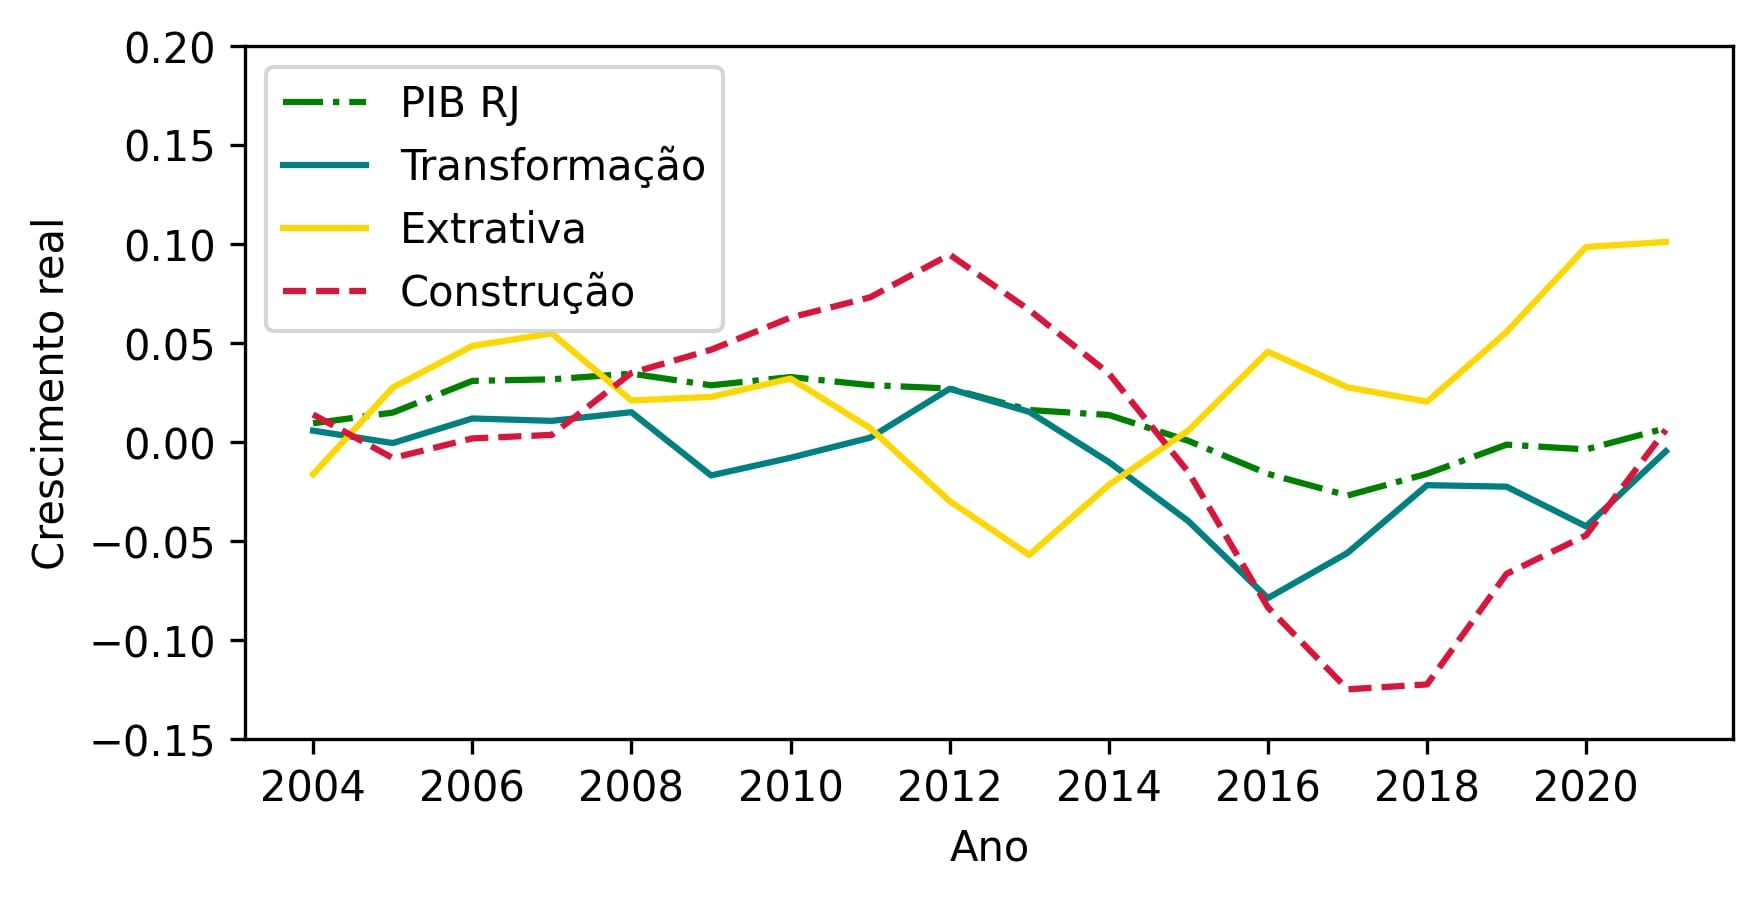 0.20
0.15
0.10
0.05
0.00
−0.05
−0.10
−0.15
Crescimento real
PIB RJ
Transformação
Extrativa
Construção
2004 2006 2008 2010 2012 2014 2016 2018 2020
Ano